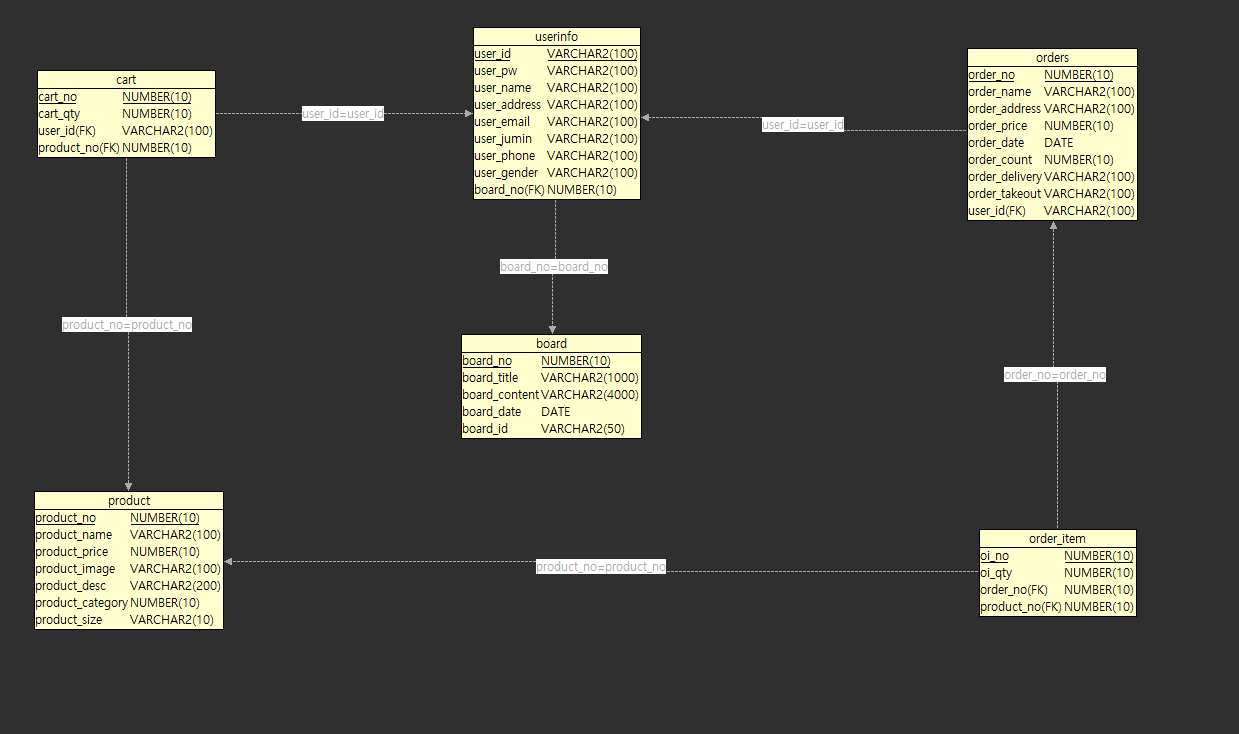 userinfo
user_id VARCHAR2(100)
user_pw VARCHAR2(100)
user_name VARCHAR2(100)
user_address VARCHAR2(100)
user_email VARCHAR2(100)
user_jumin VARCHAR2(100)
user_phone VARCHAR2(100)
user_gender VARCHAR2(100)
board_no(FK) NUMBER(10)
orders
order_no NUMBER(10)
order_name VARCHAR2(100)
order_address VARCHAR2(100)
order_price NUMBER(10)
order_date DATE
order_count NUMBER(10)
order_delivery VARCHAR2(100)
order_takeout VARCHAR2(100)
user_id(FK) VARCHAR2(100)
cart
cart_no NUMBER(10)
cart_qty NUMBER(10)
user_id(FK) VARCHAR2(100)
product_no(FK) NUMBER(10)
user_id=user_id
user_id=user_id
board_no=board_no
product_no=product_no
board
board_no NUMBER(10)
board_title VARCHAR2(1000)
board_content VARCHAR2(4000)
board_date DATE
board_id VARCHAR2(50)
order_no=order_no
product
product_no NUMBER(10)
product_name VARCHAR2(100)
product_price NUMBER(10)
product_image VARCHAR2(100)
product_desc VARCHAR2(200)
product_category NUMBER(10)
product_size VARCHAR2(10)
product_no=product_no
order_item
oi_no NUMBER(10)
oi_qty NUMBER(10)
order_no(FK) NUMBER(10)
product_no(FK) NUMBER(10)